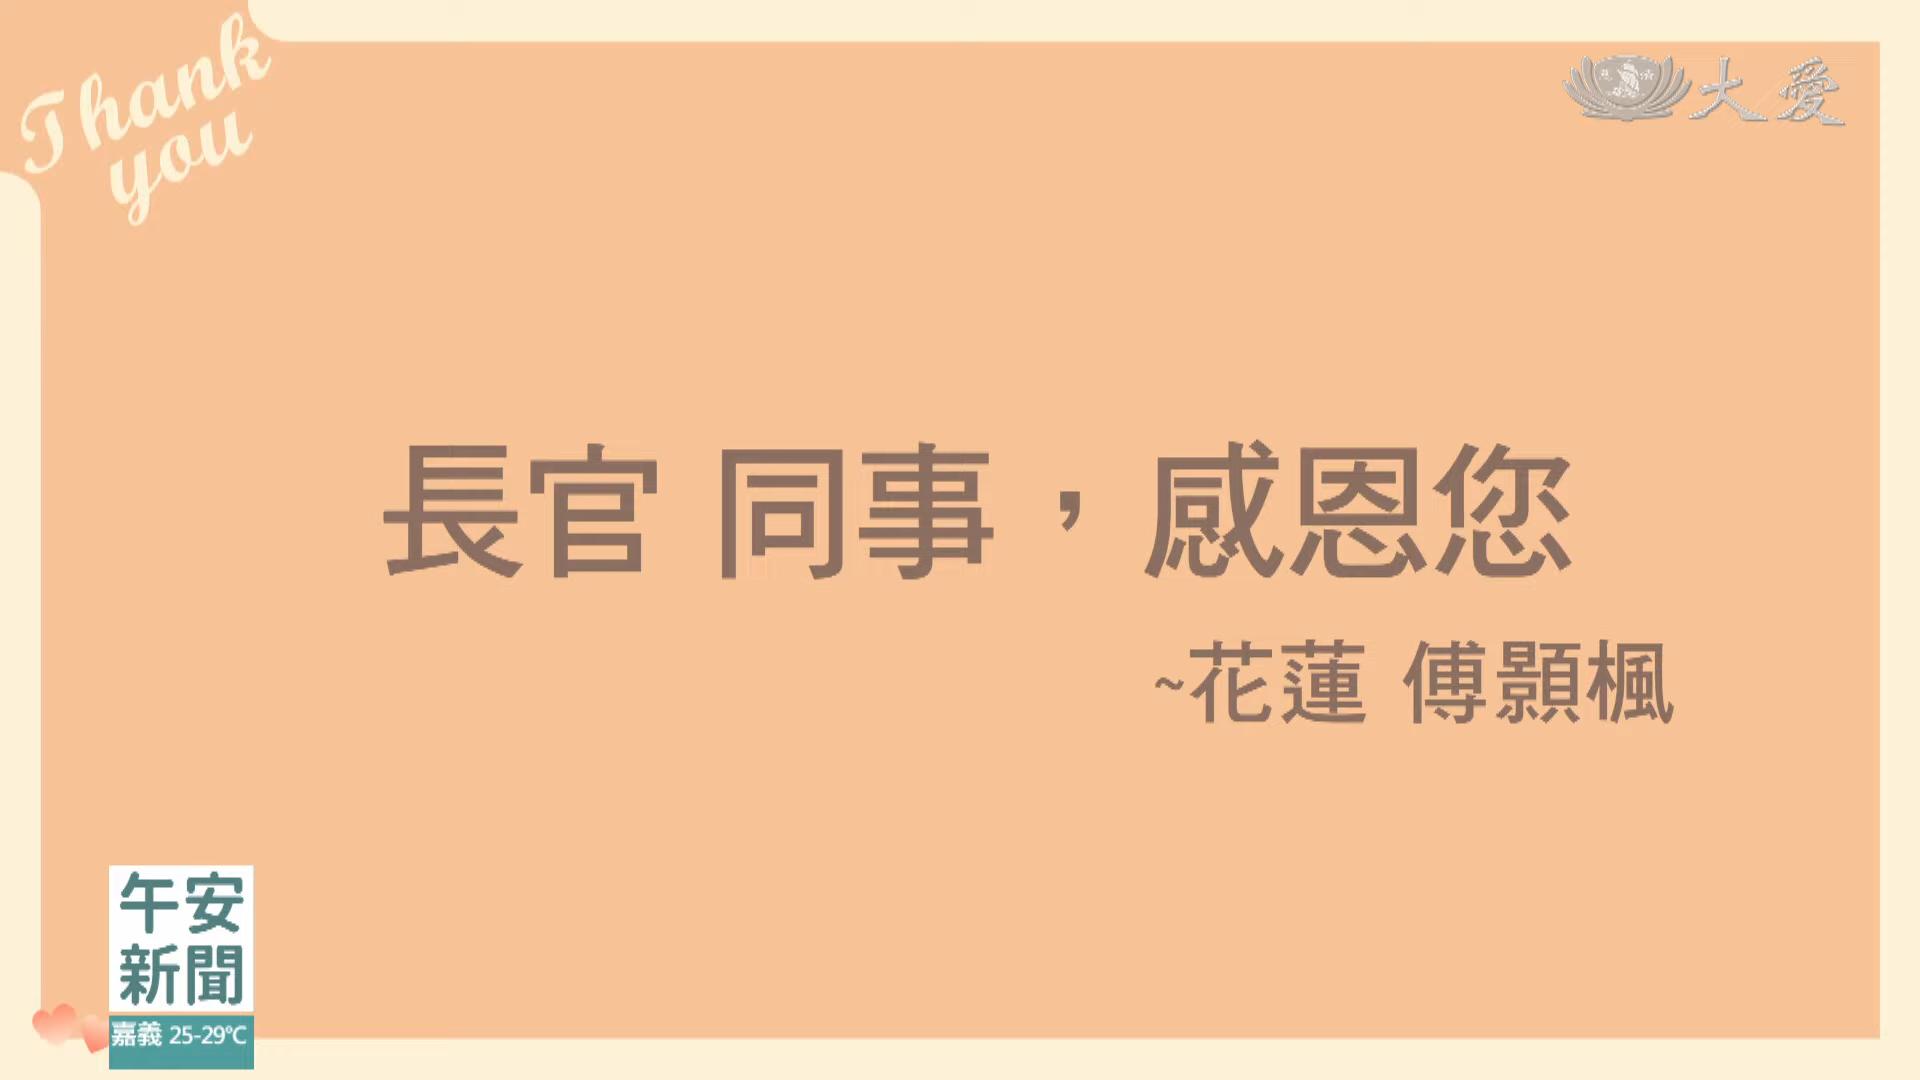 Thank
you
大愛
長官 同事，感恩您
~花蓮 傅顥楓
午安
新聞
嘉義 25-29℃